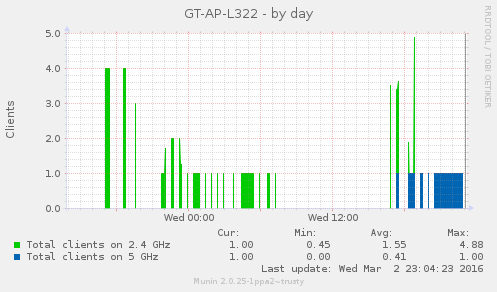 GT-AP-L322 - by day
RRDTOOL / TOBI OETIKER
Clients
5.0
4.0
3.0
2.0
1.0
0.0
Wed 00:00 Wed 12:00
Cur: Min: Avg: Max:
Total clients on 2.4 GHz 1.00 0.45 1.55 4.88
Total clients on 5 GHz 1.00 0.00 0.41 1.00
Last update: Wed Mar 2 23:04:23 2016
Munin 2.0.25-1ppa2~trusty